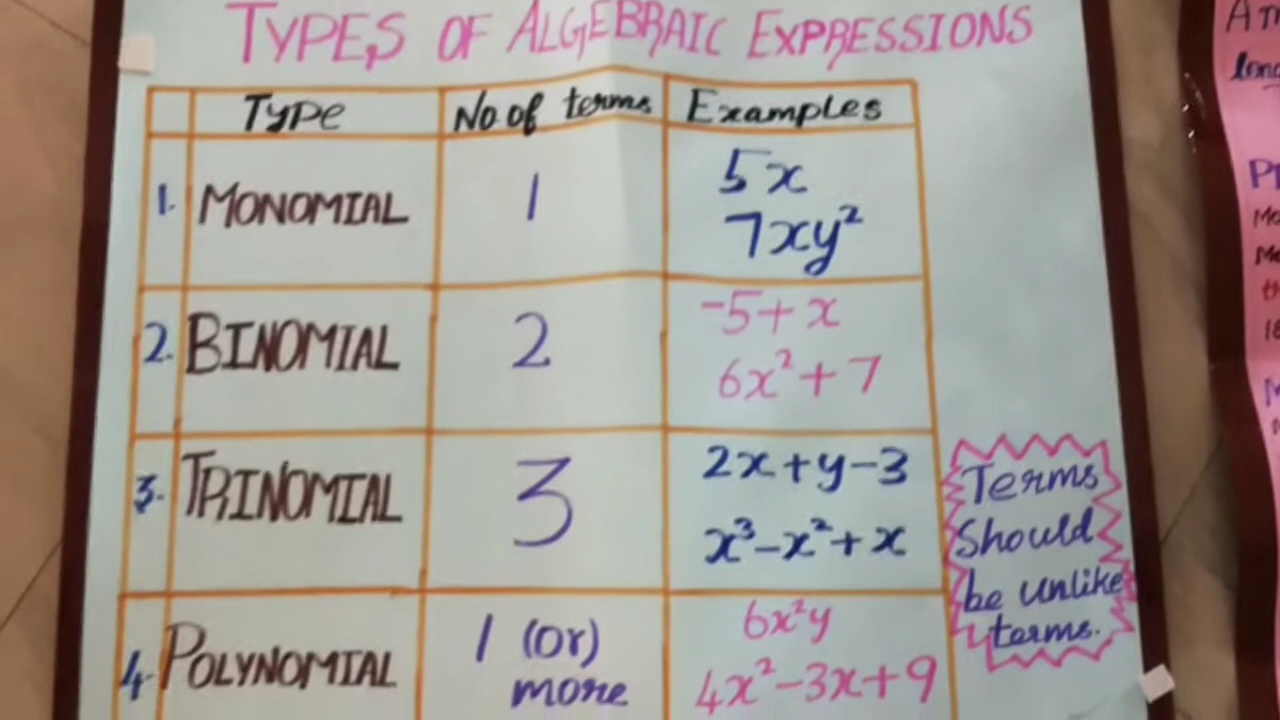 TYPES OF ALGEBRAIC EXPRESSIONS
Type No. of terms Examples
1. MONOMIAL 1 5x
7xy²
2. BINOMIAL 2 -5+x
6x²+7
3. TRINOMIAL 3 2x+y-3
x³-x²+x
4. POLYNOMIAL 1 (or) more 6x²y
4x²-3x+9
Terms
Should
be unlike
terms.